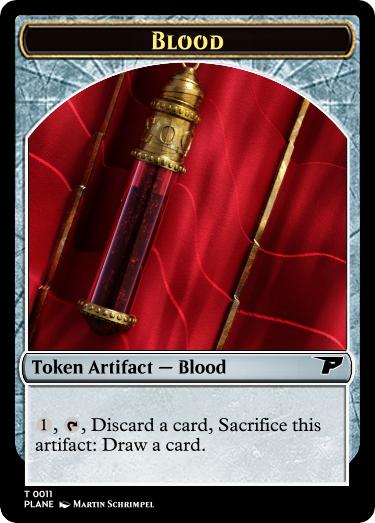 BLOOD
Token Artifact — Blood
1, T, Discard a card, Sacrifice this
artifact: Draw a card.
T 0011
PLANE MARTIN SCHRIMPEL